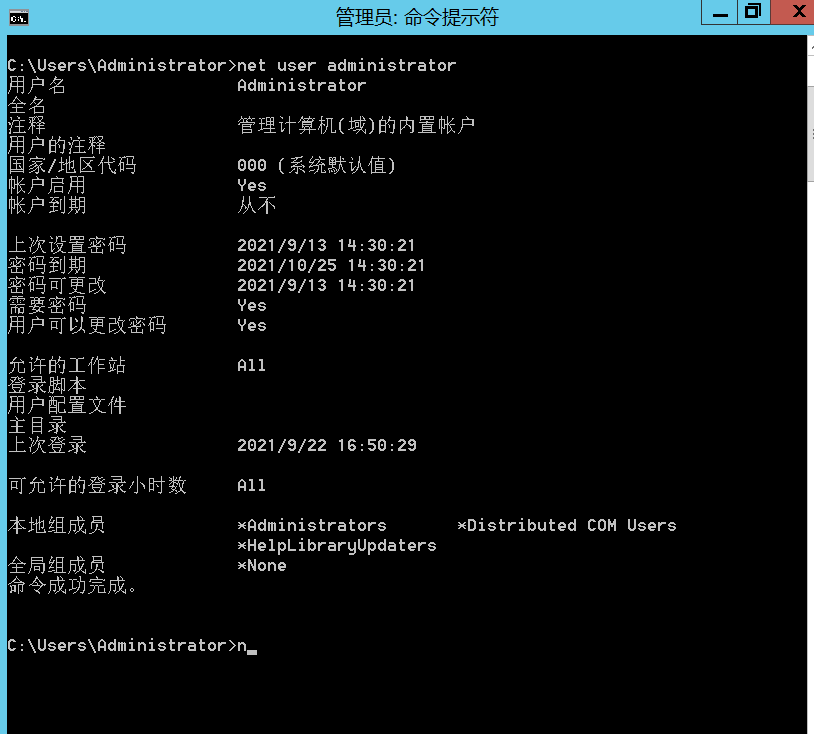 管理员: 命令提示符
C:\Users\Administrator>net user administrator
用户名 Administrator
全名
注释 管理计算机(域)的内置帐户
用户的注释
国家/地区代码 000 (系统默认值)
帐户启用 Yes
帐户到期 从不
上次设置密码 2021/9/13 14:30:21
密码到期 2021/10/25 14:30:21
密码可更改 2021/9/13 14:30:21
需要密码 Yes
用户可以更改密码 Yes
允许的工作站 All
登录脚本
用户配置文件
主目录
上次登录 2021/9/22 16:50:29
可允许的登录小时数 All
本地组成员 *Administrators *Distributed COM Users
*HelpLibraryUpdaters
全局组成员 *None
命令成功完成。
C:\Users\Administrator>n_